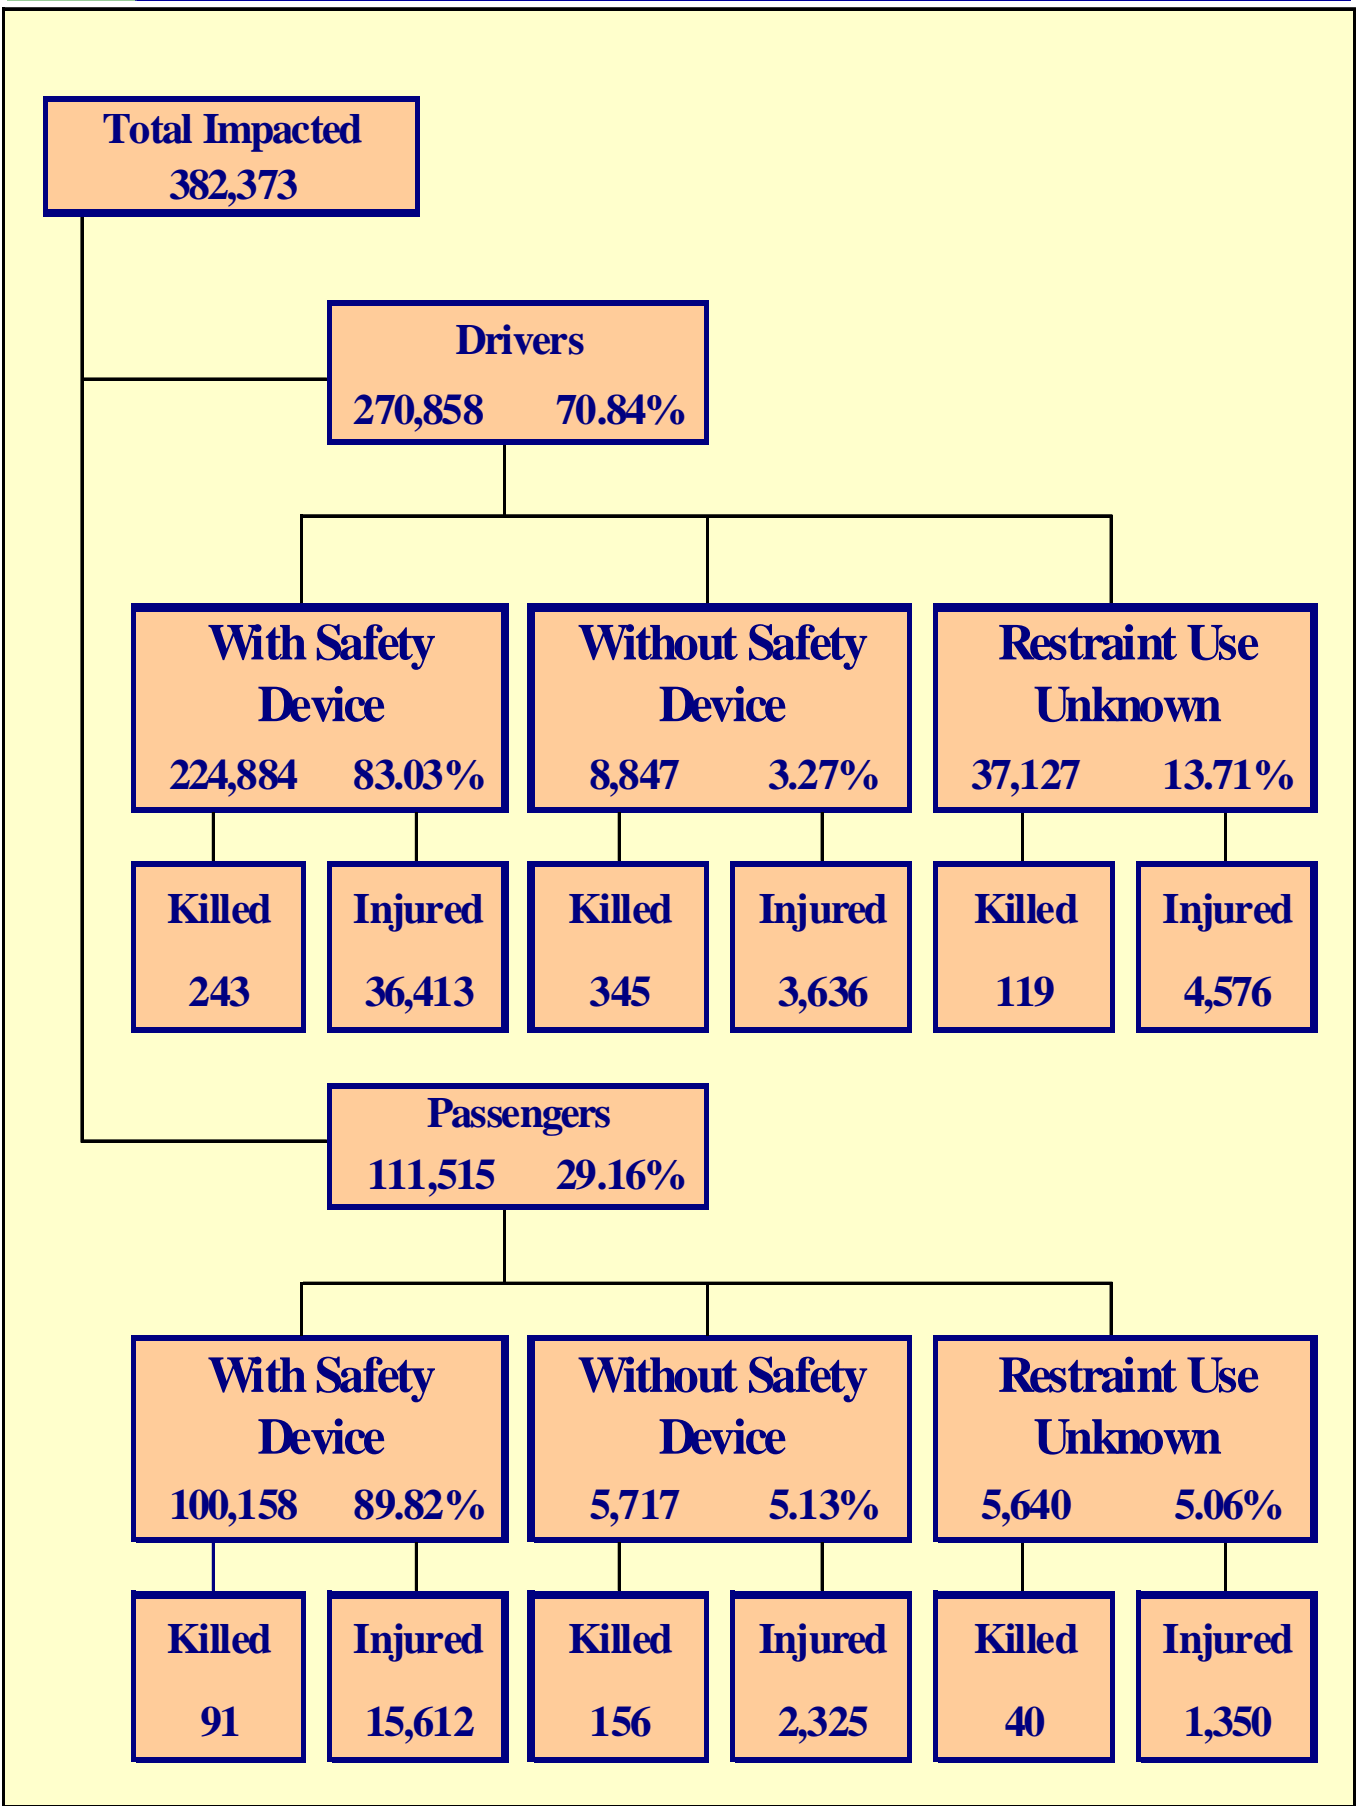 Total Impacted
382,373
Drivers
270,858 70.84%
With Safety
Device
224,884 83.03%
Without Safety
Device
8,847 3.27%
Restraint Use
Unknown
37,127 13.71%
Killed
243
Injured
36,413
Killed
345
Injured
3,636
Killed
119
Injured
4,576
Passengers
111,515 29.16%
With Safety
Device
100,158 89.82%
Without Safety
Device
5,717 5.13%
Restraint Use
Unknown
5,640 5.06%
Killed
91
Injured
15,612
Killed
156
Injured
2,325
Killed
40
Injured
1,350